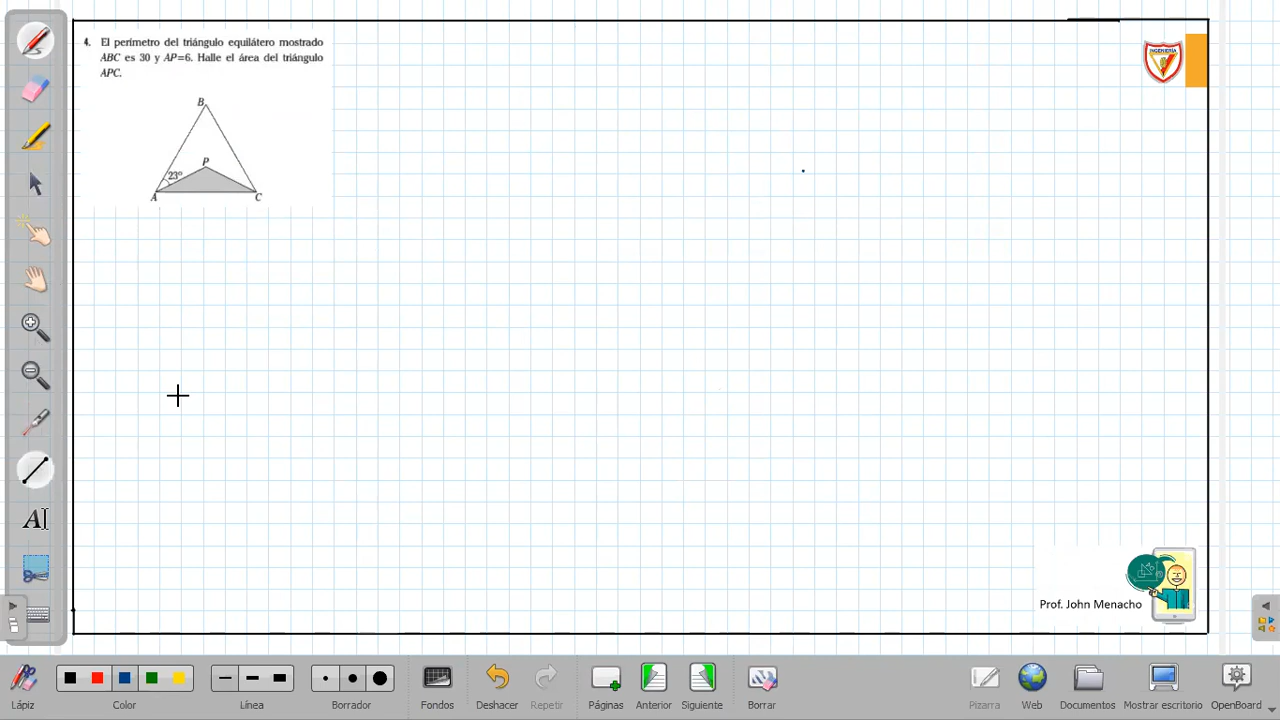 4. El perímetro del triángulo equilátero mostrado
ABC es 30 y AP=6. Halle el área del triángulo
APC.
B
P
23°
A
C
INGENIERÍA
Prof. John Menacho
A
Lápiz
Color
Línea
Borrador
Fondos
Deshacer
Repetir
Páginas
Anterior
Siguiente
Borrar
Pizarra
Web
Documentos
Mostrar escritorio
OpenBoard